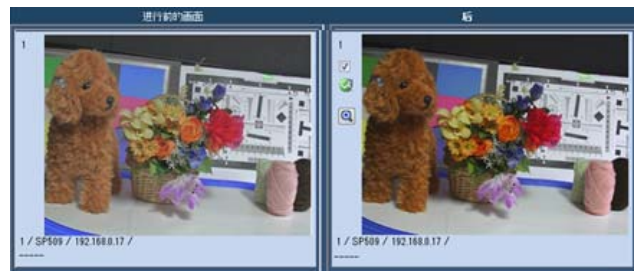 进行前的画面
后
1
1
1 / SP509 / 192.168.0.17 /
-----
1 / SP509 / 192.168.0.17 /
-----